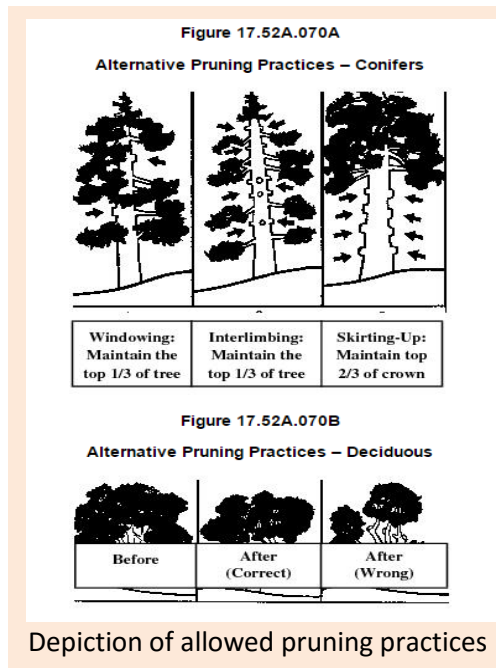 Figure 17.52A.070A
Alternative Pruning Practices – Conifers
Windowing:
Maintain the
top 1/3 of tree
Interlimbing:
Maintain the
top 1/3 of tree
Skirting-Up:
Maintain top
2/3 of crown
Figure 17.52A.070B
Alternative Pruning Practices – Deciduous
Before
After
(Correct)
After
(Wrong)
Depiction of allowed pruning practices